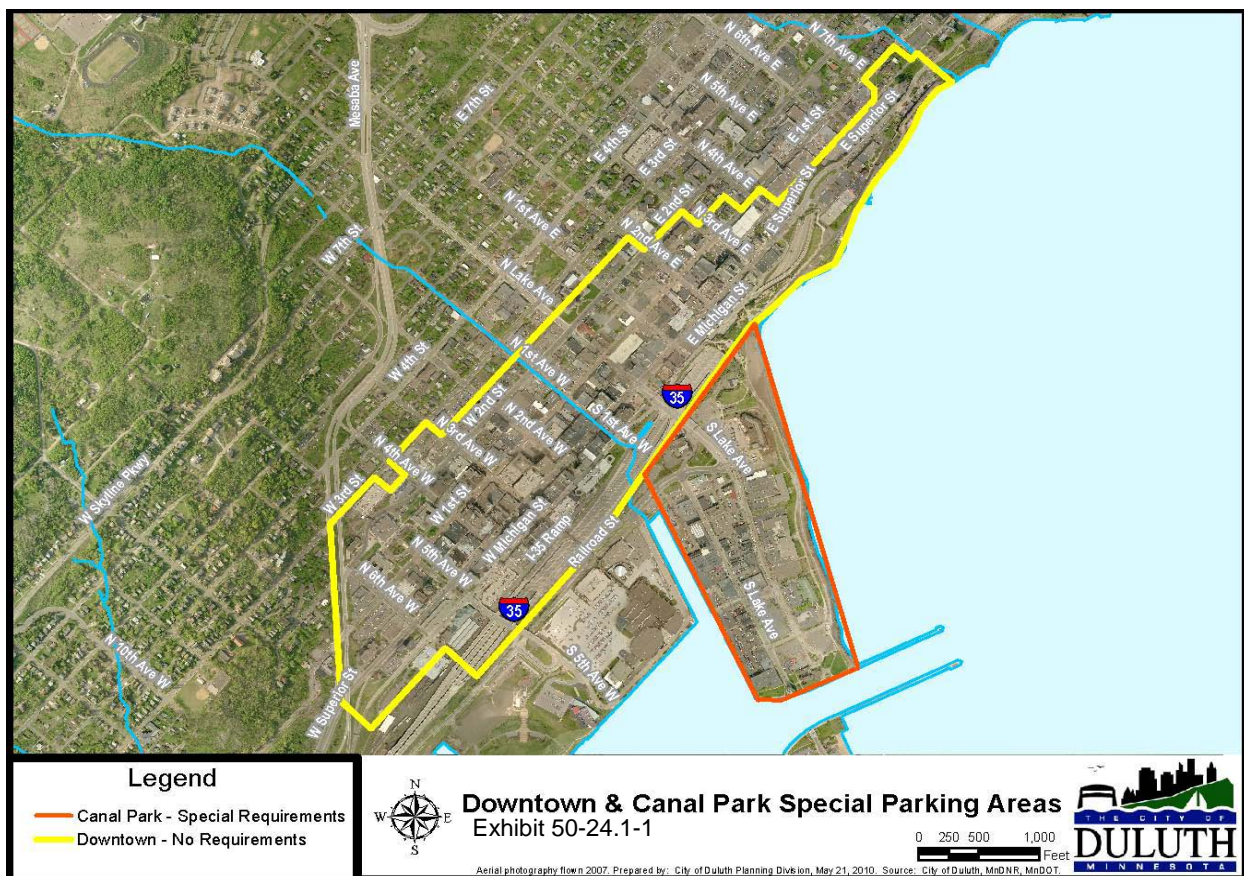 Mesaba Ave
N 6th Ave E
N 7th Ave E
N 5th Ave E
E 7th St
E 1st St
E Superior St
E 4th St
E 3rd St
N 4th Ave E
E Superior St
E 2nd St
N 3rd Ave E
N 1st Ave E
N 2nd Ave E
W 7th St
N Lake Ave
E Michigan St
N 1st Ave W
W 4th St
35
W 2nd St
S 1st Ave W
N 2nd Ave W
N 3rd Ave W
S Lake Ave
N 4th Ave W
W Skyline Pkwy
W 3rd St
W 1st St
W Michigan St
I-35 Ramp
Railroad St
N 5th Ave W
N 6th Ave W
35
S Lake Ave
N 10th Ave W
S 5th Ave W
W Superior St
Legend
Canal Park - Special Requirements
Downtown - No Requirements
N
W E
S
Downtown & Canal Park Special Parking Areas
Exhibit 50-24.1-1
0 250 500 1,000
Feet
Aerial photography flown 2007. Prepared by: City of Duluth Planning Division, May 21, 2010. Source: City of Duluth, MnDNR, MnDOT.
THE CITY OF
DULUTH
MINNESOTA